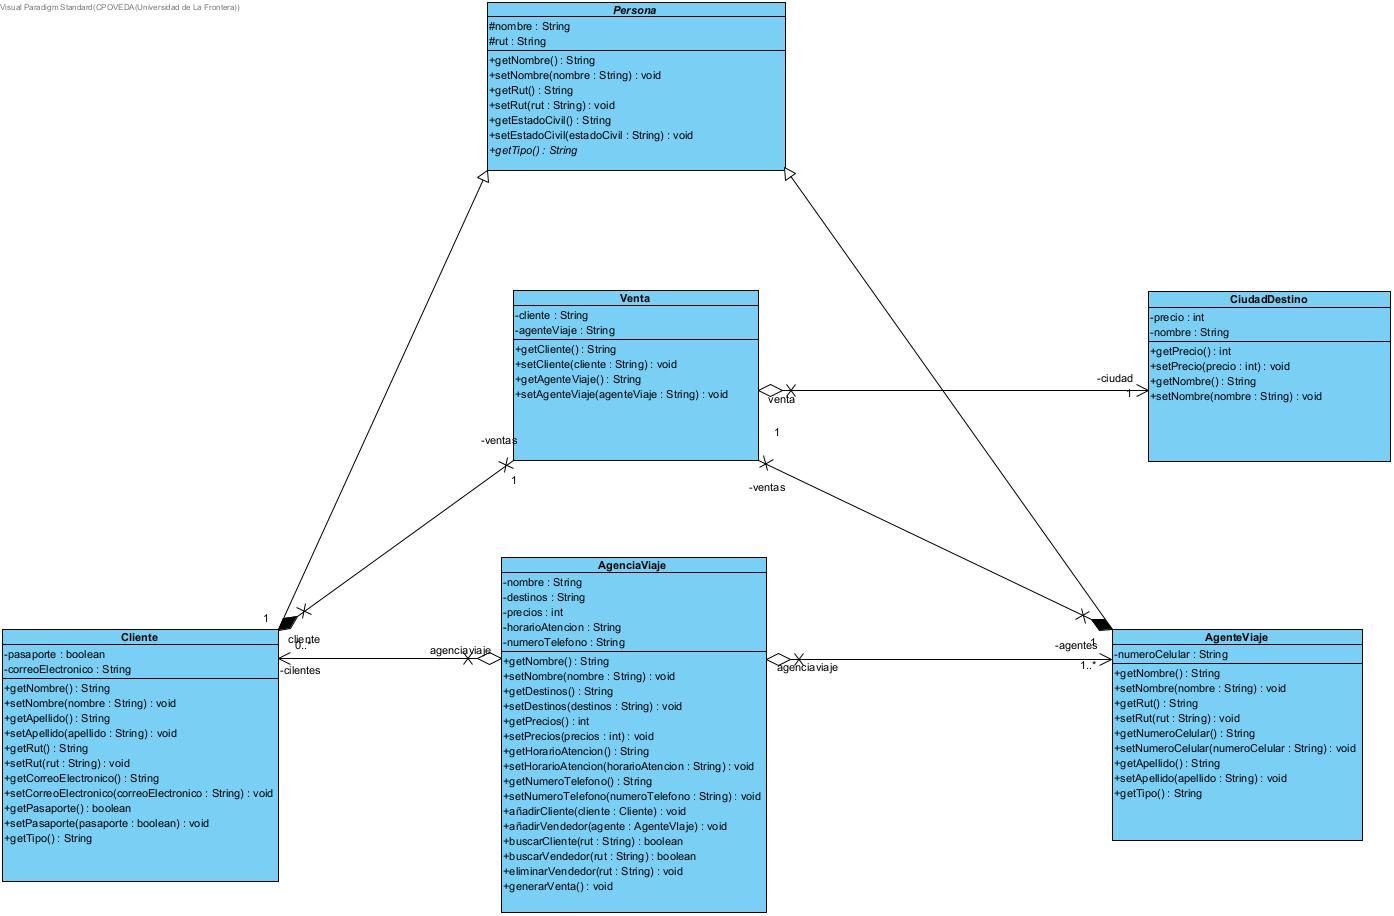 Visual Paradigm Standard(CPOVEDA(Universidad de La Frontera))
Persona
#nombre : String
#rut : String
+getNombre() : String
+setNombre(nombre : String) : void
+getRut() : String
+setRut(rut : String) : void
+getEstadoCivil() : String
+setEstadoCivil(estadoCivil : String) : void
+getTipo() : String
Venta
-cliente : String
-agenteViaje : String
+getCliente() : String
+setCliente(cliente : String) : void
+getAgenteViaje() : String
+setAgenteViaje(agenteViaje : String) : void
CiudadDestino
-precio : int
-nombre : String
+getPrecio() : int
+setPrecio(precio : int) : void
+getNombre() : String
+setNombre(nombre : String) : void
-ciudad
1
venta
1
-ventas
1
-ventas
1
cliente
0..*
-cilentes
agenciaviaje
agenciaviaje
1
-agentes
1..*
Cliente
-pasaporte : boolean
-correoElectronico : String
+getNombre() : String
+setNombre(nombre : String) : void
+getApellido() : String
+setApellido(apellido : String) : void
+getRut() : String
+setRut(rut : String) : void
+getCorreoElectronico() : String
+setCorreoElectronico(correoElectronico : String) : void
+getPasaporte() : boolean
+setPasaporte(pasaporte : boolean) : void
+getTipo() : String
AgenciaViaje
-nombre : String
-destinos : String
-precios : int
-horarioAtencion : String
-numeroTelefono : String
+getNombre() : String
+setNombre(nombre : String) : void
+getDestinos() : String
+setDestinos(destinos : String) : void
+getPrecios() : int
+setPrecios(precios : int) : void
+getHorarioAtencion() : String
+setHorarioAtencion(horarioAtencion : String) : void
+getNumeroTelefono() : String
+setNumeroTelefono(numeroTelefono : String) : void
+añadirCliente(cliente : Cliente) : void
+añadirVendedor(agente : AgenteVIaje) : void
+buscarCliente(rut : String) : boolean
+buscarVendedor(rut : String) : boolean
+eliminarVendedor(rut : String) : void
+generarVenta() : void
AgenteViaje
-numeroCelular : String
+getNombre() : String
+setNombre(nombre : String) : void
+getRut() : String
+setRut(rut : String) : void
+getNumeroCelular() : String
+setNumeroCelular(numeroCelular : String) : void
+getApellido() : String
+setApellido(apellido : String) : void
+getTipo() : String